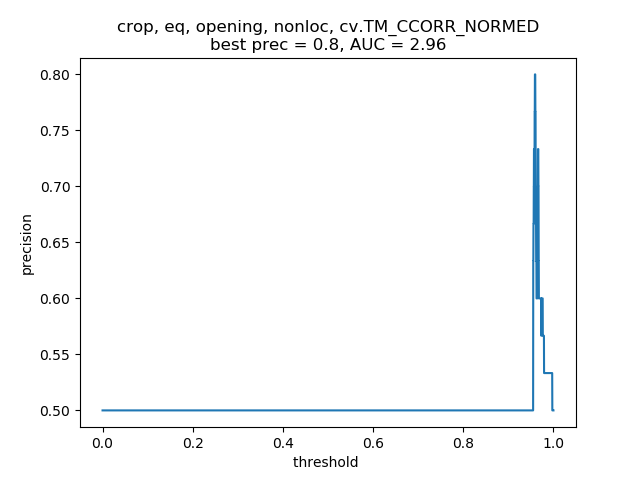 crop, eq, opening, nonloc, cv.TM_CCORR_NORMED
best prec = 0.8, AUC = 2.96
0.80
0.75
0.70
0.65
0.60
0.55
0.50
precision
0.0 0.2 0.4 0.6 0.8 1.0
threshold